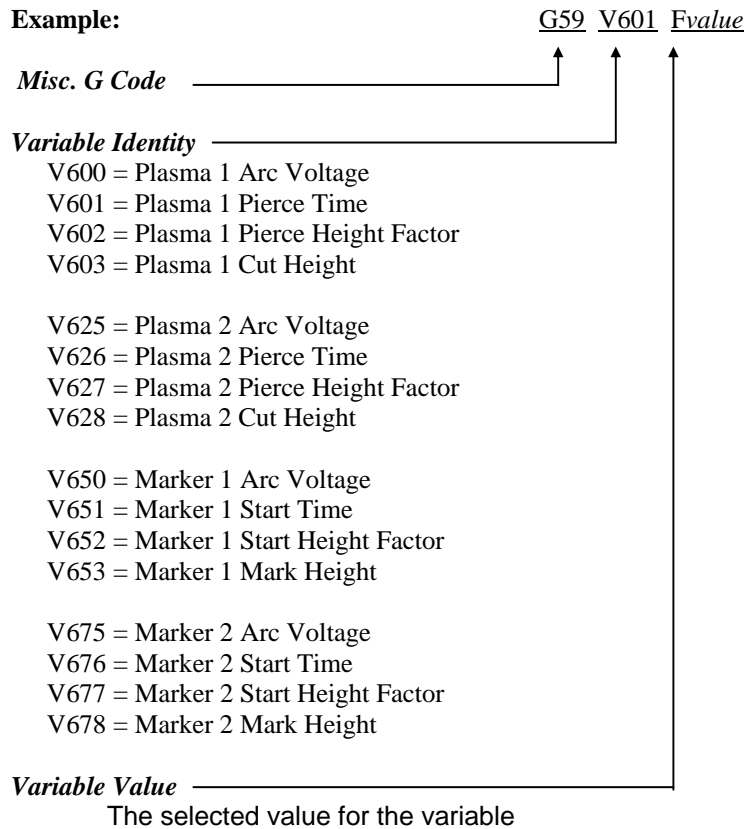 Example: G59 V601 Fvalue
Misc. G Code
Variable Identity
V600 = Plasma 1 Arc Voltage
V601 = Plasma 1 Pierce Time
V602 = Plasma 1 Pierce Height Factor
V603 = Plasma 1 Cut Height
V625 = Plasma 2 Arc Voltage
V626 = Plasma 2 Pierce Time
V627 = Plasma 2 Pierce Height Factor
V628 = Plasma 2 Cut Height
V650 = Marker 1 Arc Voltage
V651 = Marker 1 Start Time
V652 = Marker 1 Start Height Factor
V653 = Marker 1 Mark Height
V675 = Marker 2 Arc Voltage
V676 = Marker 2 Start Time
V677 = Marker 2 Start Height Factor
V678 = Marker 2 Mark Height
Variable Value
The selected value for the variable